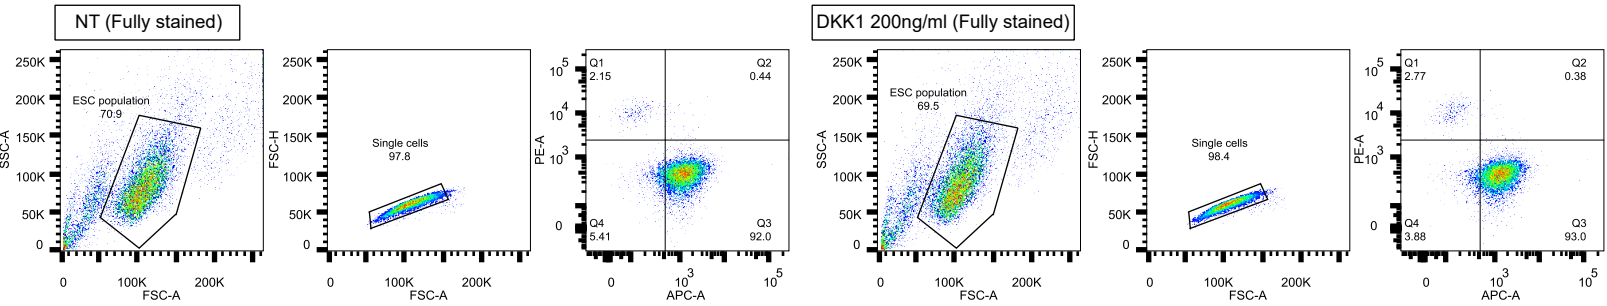 NT (Fully stained)
SSC-A
250K
200K
150K
100K
50K
0
ESC population
70.9
0
100K
200K
FSC-A
FSC-H
250K
200K
150K
100K
50K
0
Single cells
97.8
0
100K
200K
FSC-A
PE-A
10^5
10^4
10^3
0
Q1
2.15
Q2
0.44
Q4
5.41
Q3
92.0
0
10^3
10^5
APC-A
DKK1 200ng/ml (Fully stained)
SSC-A
250K
200K
150K
100K
50K
0
ESC population
69.5
0
100K
200K
FSC-A
FSC-H
250K
200K
150K
100K
50K
0
Single cells
98.4
0
100K
200K
FSC-A
PE-A
10^5
10^4
10^3
0
Q1
2.77
Q2
0.38
Q4
3.88
Q3
93.0
0
10^3
10^5
APC-A